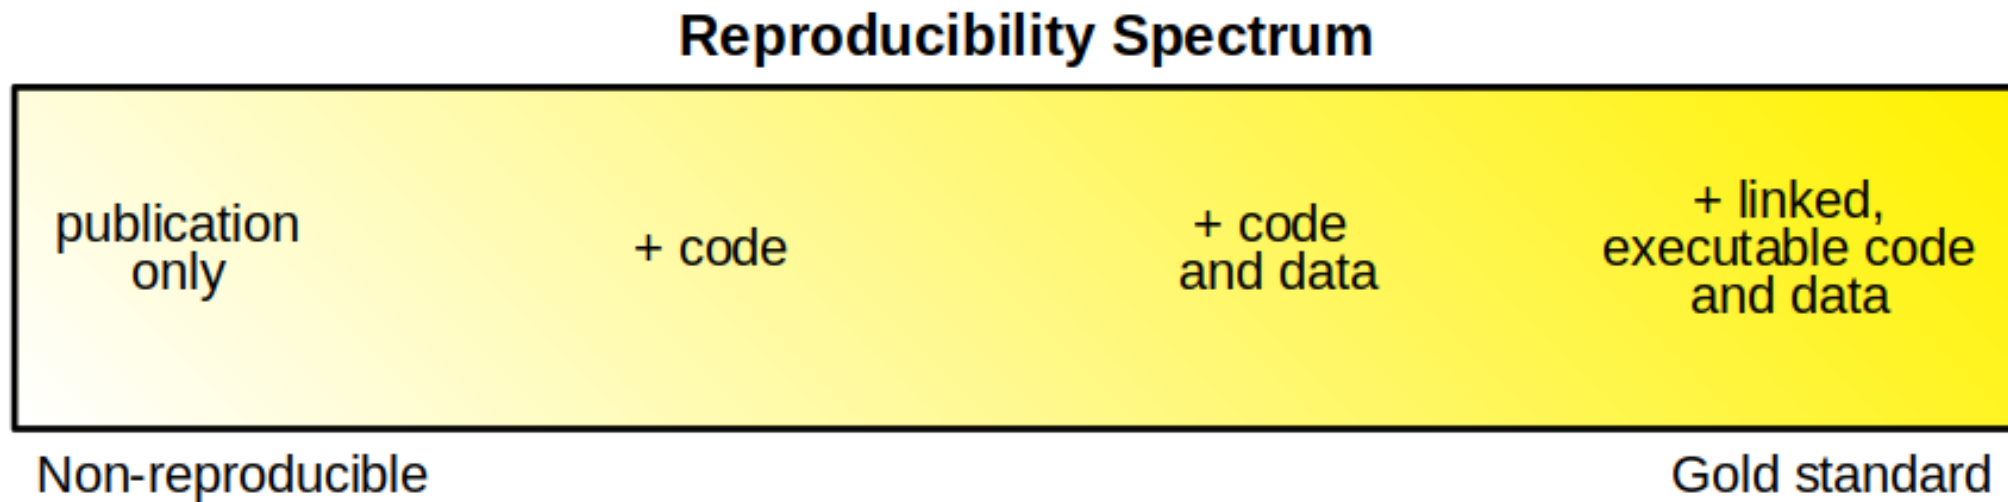 Reproducibility Spectrum
publication
only
+ code
+ code
and data
+ linked,
executable code
and data
Non-reproducible
Gold standard